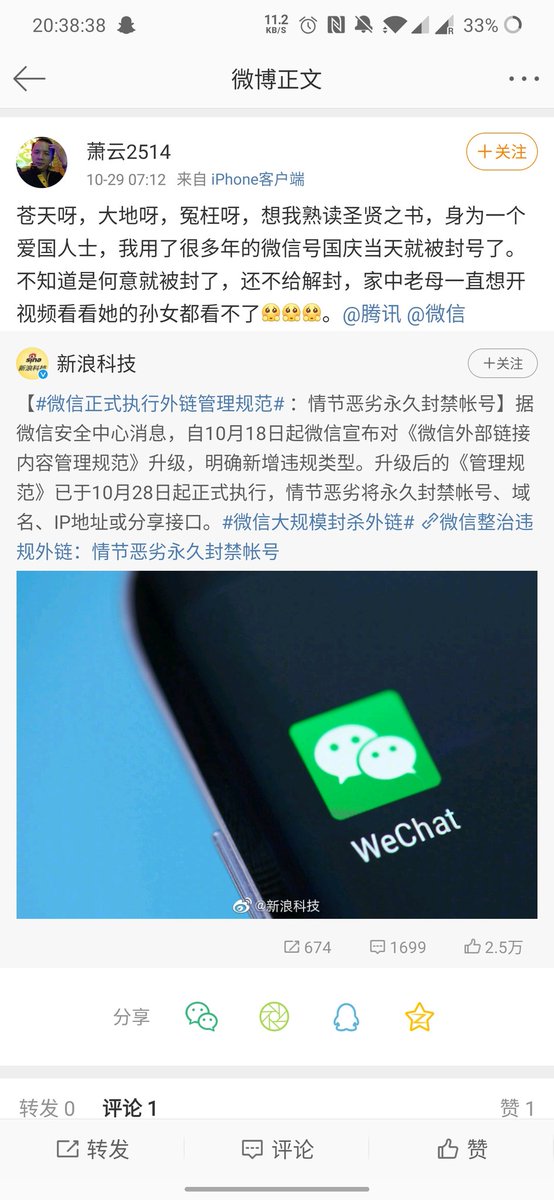 20:38:38
11.2
KB/S
R
33%
微博正文
萧云2514
+关注
10-29 07:12 来自 iPhone客户端
苍天呀，大地呀，冤枉呀，想我熟读圣贤之书，身为一个
爱国人士，我用了很多年的微信号国庆当天就被封号了。
不知道是何意就被封了，还不给解封，家中老母一直想开
视频看看她的孙女都看不了🥺🥺🥺。@腾讯 @微信
sina
新浪科技
新浪科技
+关注
【#微信正式执行外链管理规范#：情节恶劣永久封禁帐号】据
微信安全中心消息，自10月18日起微信宣布对《微信外部链接
内容管理规范》升级，明确新增违规类型。升级后的《管理规
范》已于10月28日起正式执行，情节恶劣将永久封禁帐号、域
名、IP地址或分享接口。#微信大规模封杀外链# 微信整治违
规外链：情节恶劣永久封禁帐号
WeChat
@新浪科技
674 1699 2.5万
分享
转发 0 评论 1 赞 1
转发 评论 赞